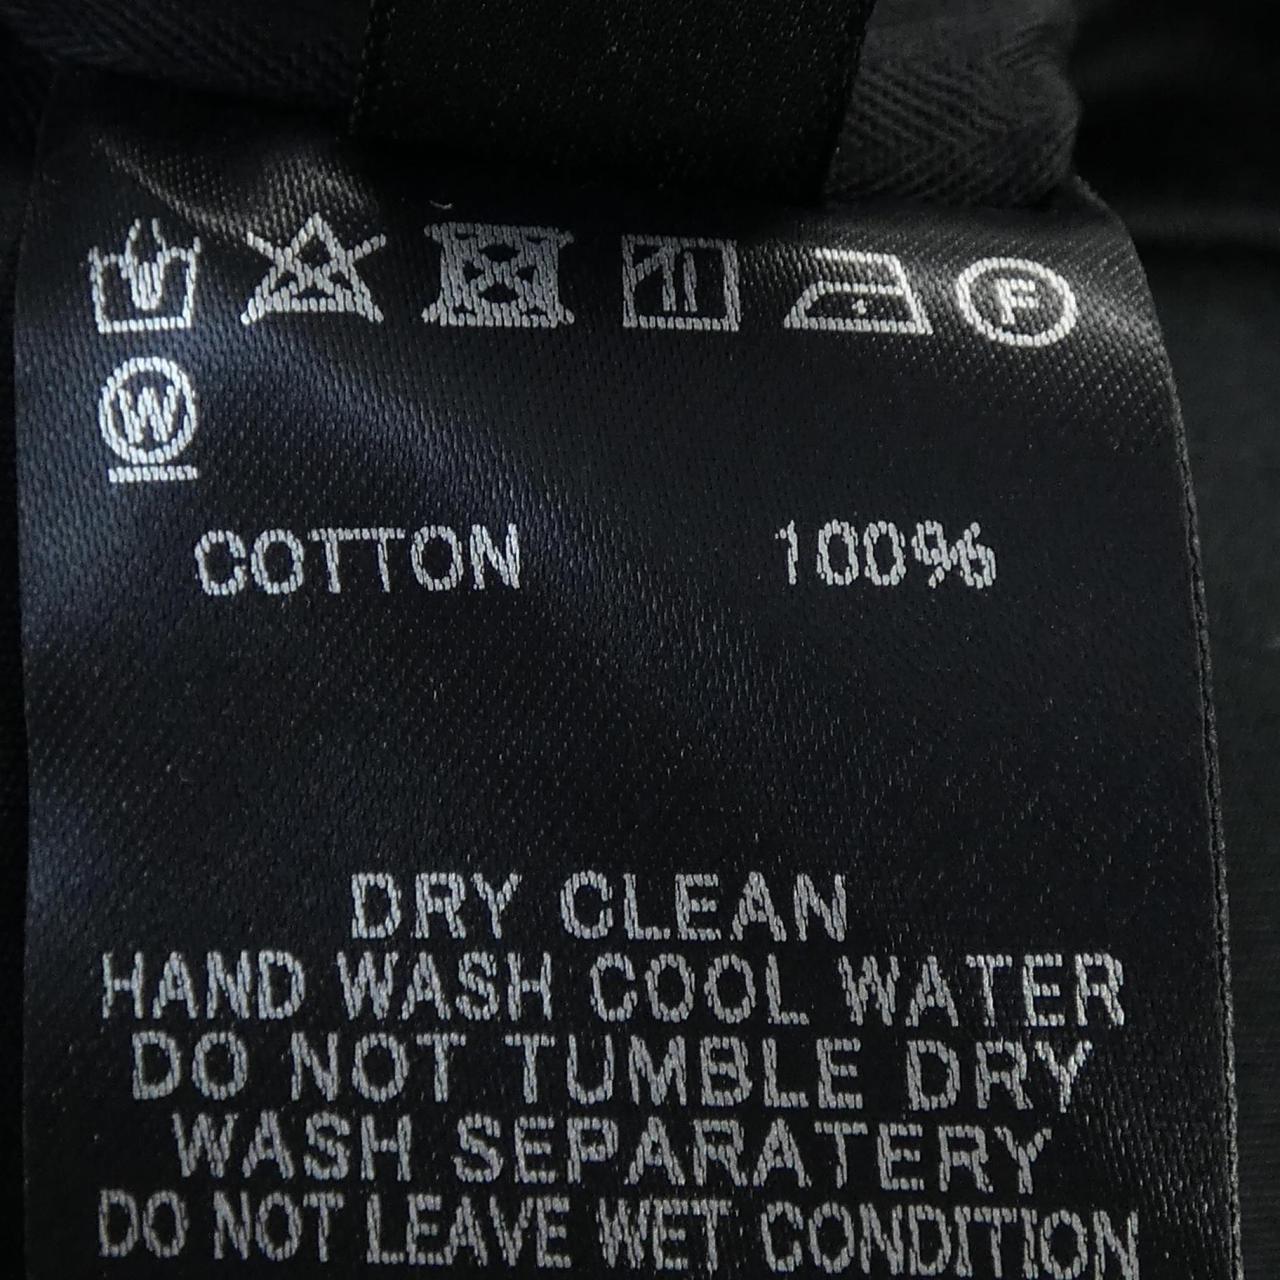 F
W
COTTON 100%
DRY CLEAN
HAND WASH COOL WATER
DO NOT TUMBLE DRY
WASH SEPARATERY
DO NOT LEAVE WET CONDITION